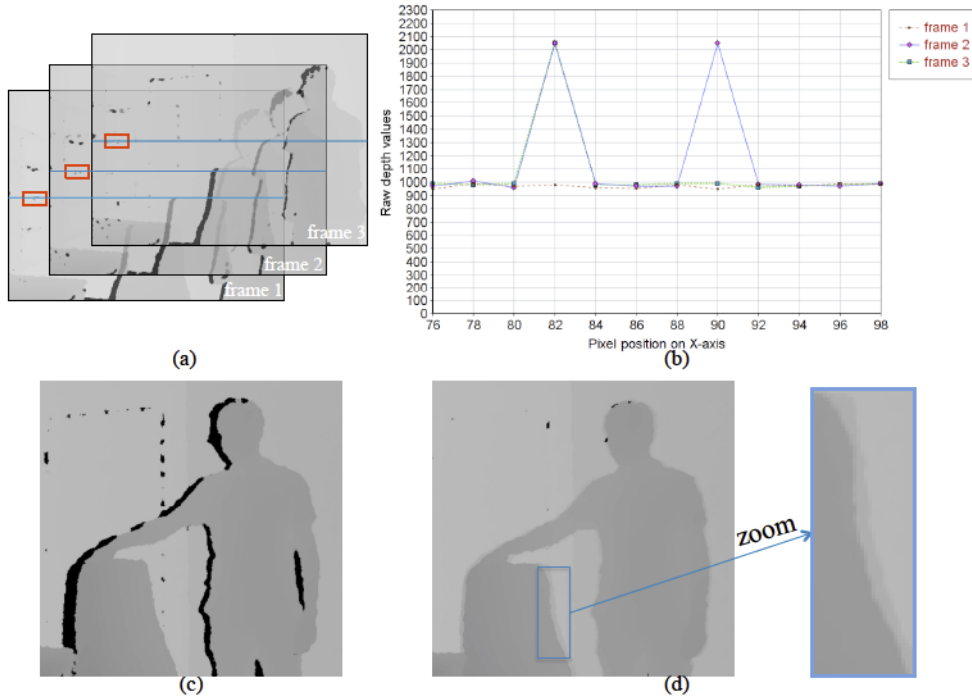 frame 3
frame 2
frame 1
(a)
2300
2200
2100
2000
1900
1800
1700
1600
1500
1400
1300
1200
1100
1000
900
800
700
600
500
400
300
200
100
0
Raw depth values
76 78 80 82 84 86 88 90 92 94 96 98
Pixel position on X-axis
frame 1
frame 2
frame 3
(b)
(c)
zoom
(d)